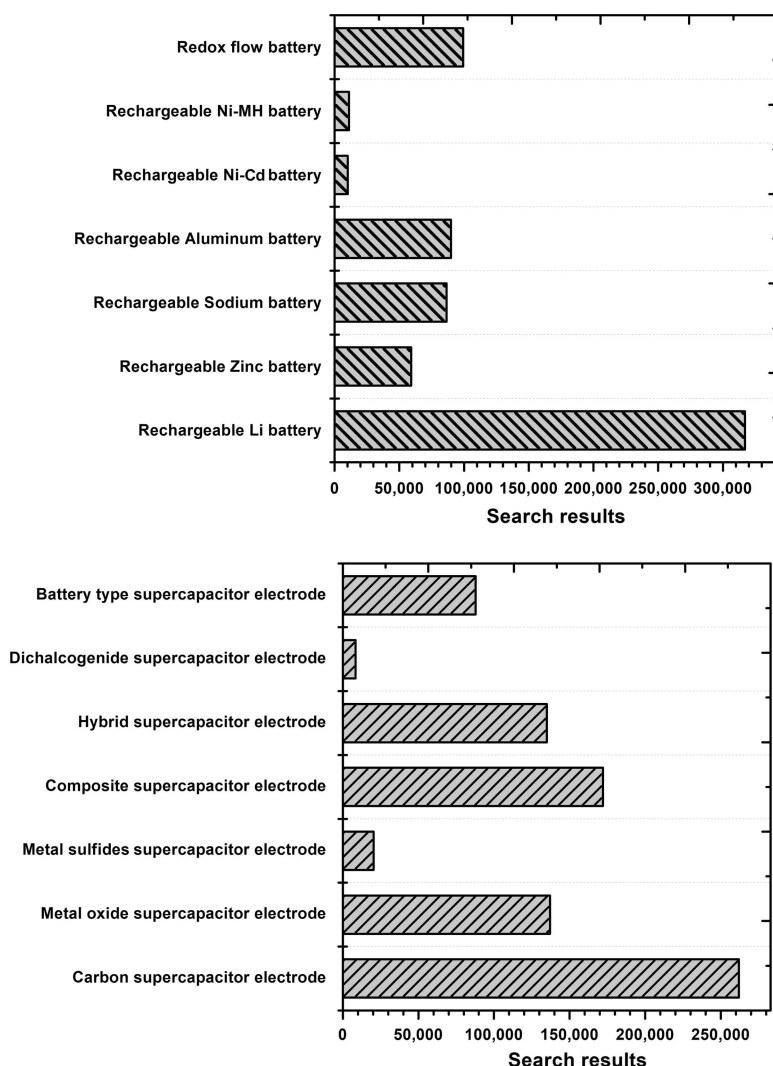 Redox flow battery
Rechargeable Ni-MH battery
Rechargeable Ni-Cd battery
Rechargeable Aluminum battery
Rechargeable Sodium battery
Rechargeable Zinc battery
Rechargeable Li battery
0 50,000 100,000 150,000 200,000 250,000 300,000
Search results
Battery type supercapacitor electrode
Dichalcogenide supercapacitor electrode
Hybrid supercapacitor electrode
Composite supercapacitor electrode
Metal sulfides supercapacitor electrode
Metal oxide supercapacitor electrode
Carbon supercapacitor electrode
0 50,000 100,000 150,000 200,000 250,000
Search results